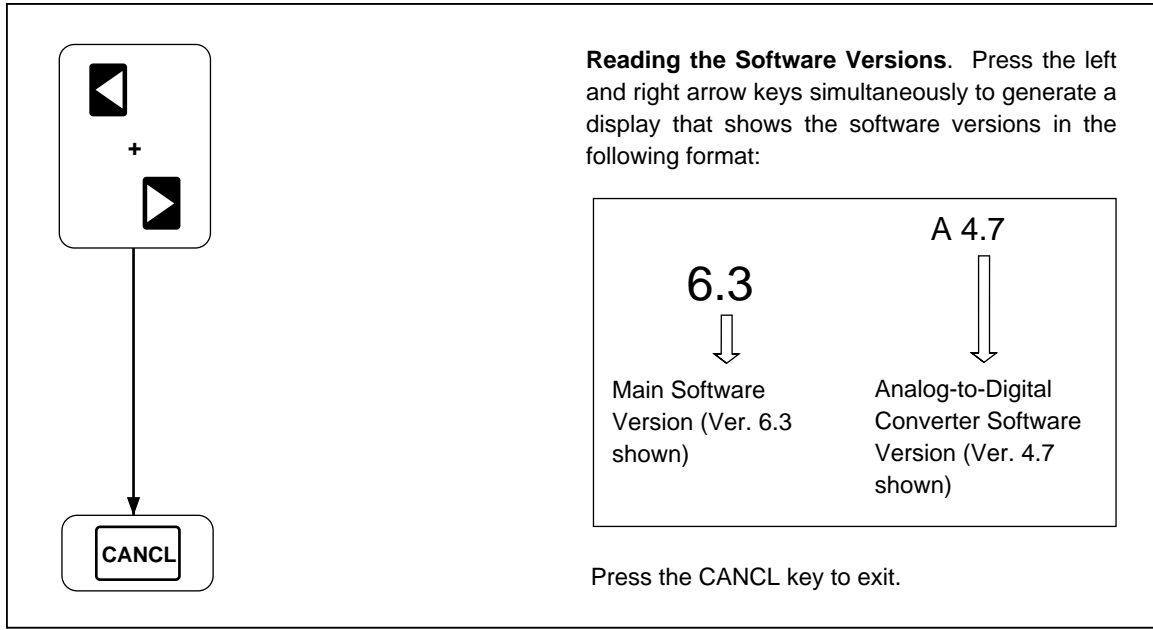 +
CANCL
Reading the Software Versions. Press the left
and right arrow keys simultaneously to generate a
display that shows the software versions in the
following format:
A 4.7
6.3
Main Software
Version (Ver. 6.3
shown)
Analog-to-Digital
Converter Software
Version (Ver. 4.7
shown)
Press the CANCL key to exit.